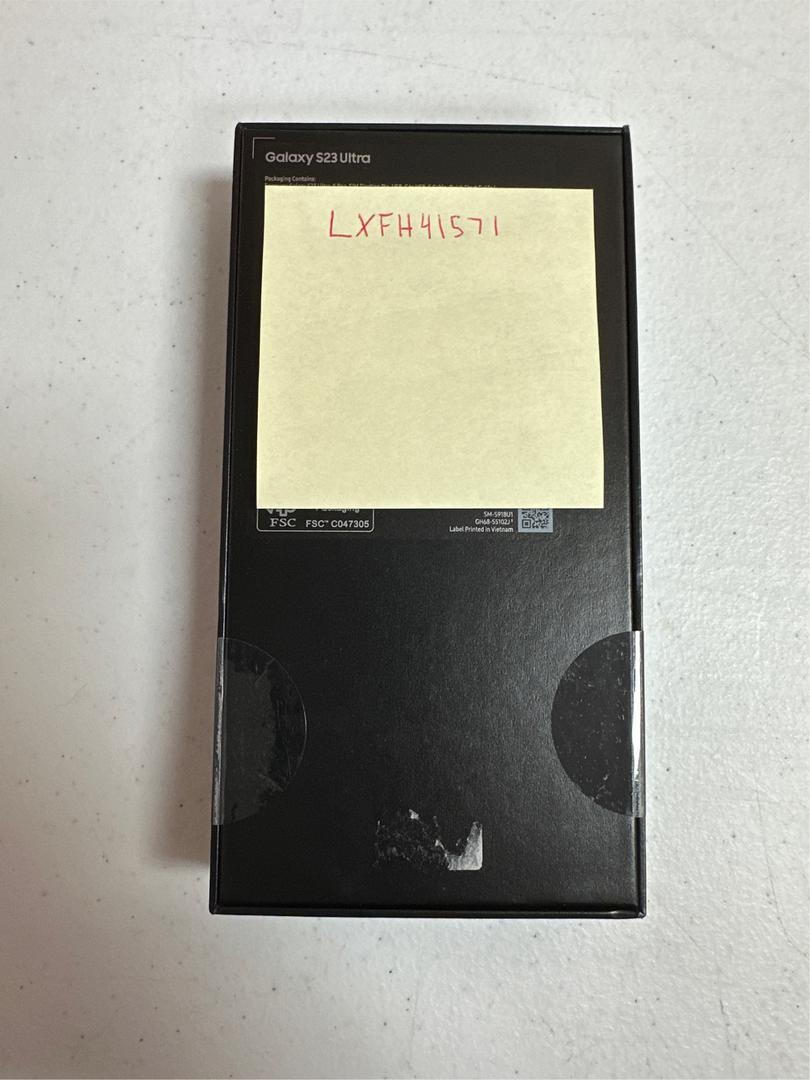 Galaxy S23 Ultra
Packaging Contains:
LXFH41571
FSC
FSC™ C047305
SM-S918U1
GH68-55102J
Label Printed in Vietnam